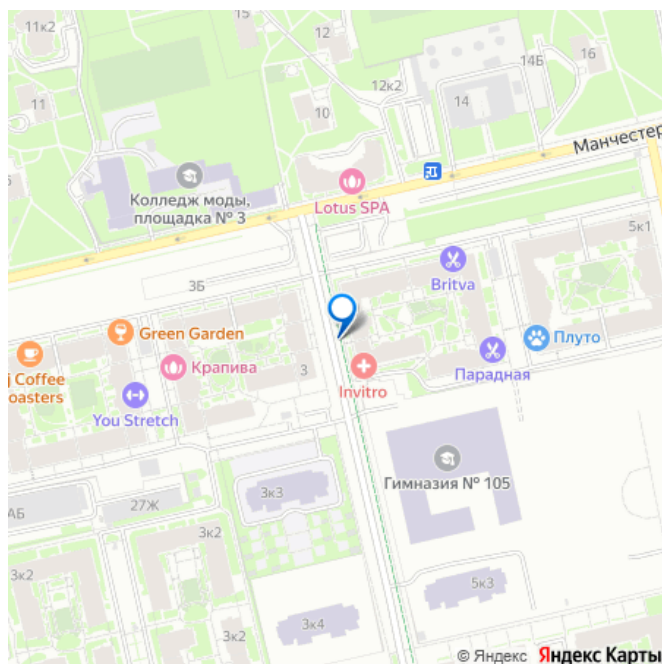 11к2
15
12
14Б
16
11
12к2
14
10
Манчестер
Колледж моды,
площадка № 3
Lotus SPA
5к1
3Б
Britva
Green Garden
Плуто
j Coffee
oasters
Крапива
3
Invitro
Парадная
You Stretch
Гимназия № 105
3к3
27Ж
АБ
3к2
3к2
5к3
3к4
3к2
© Яндекс Яндекс Карты